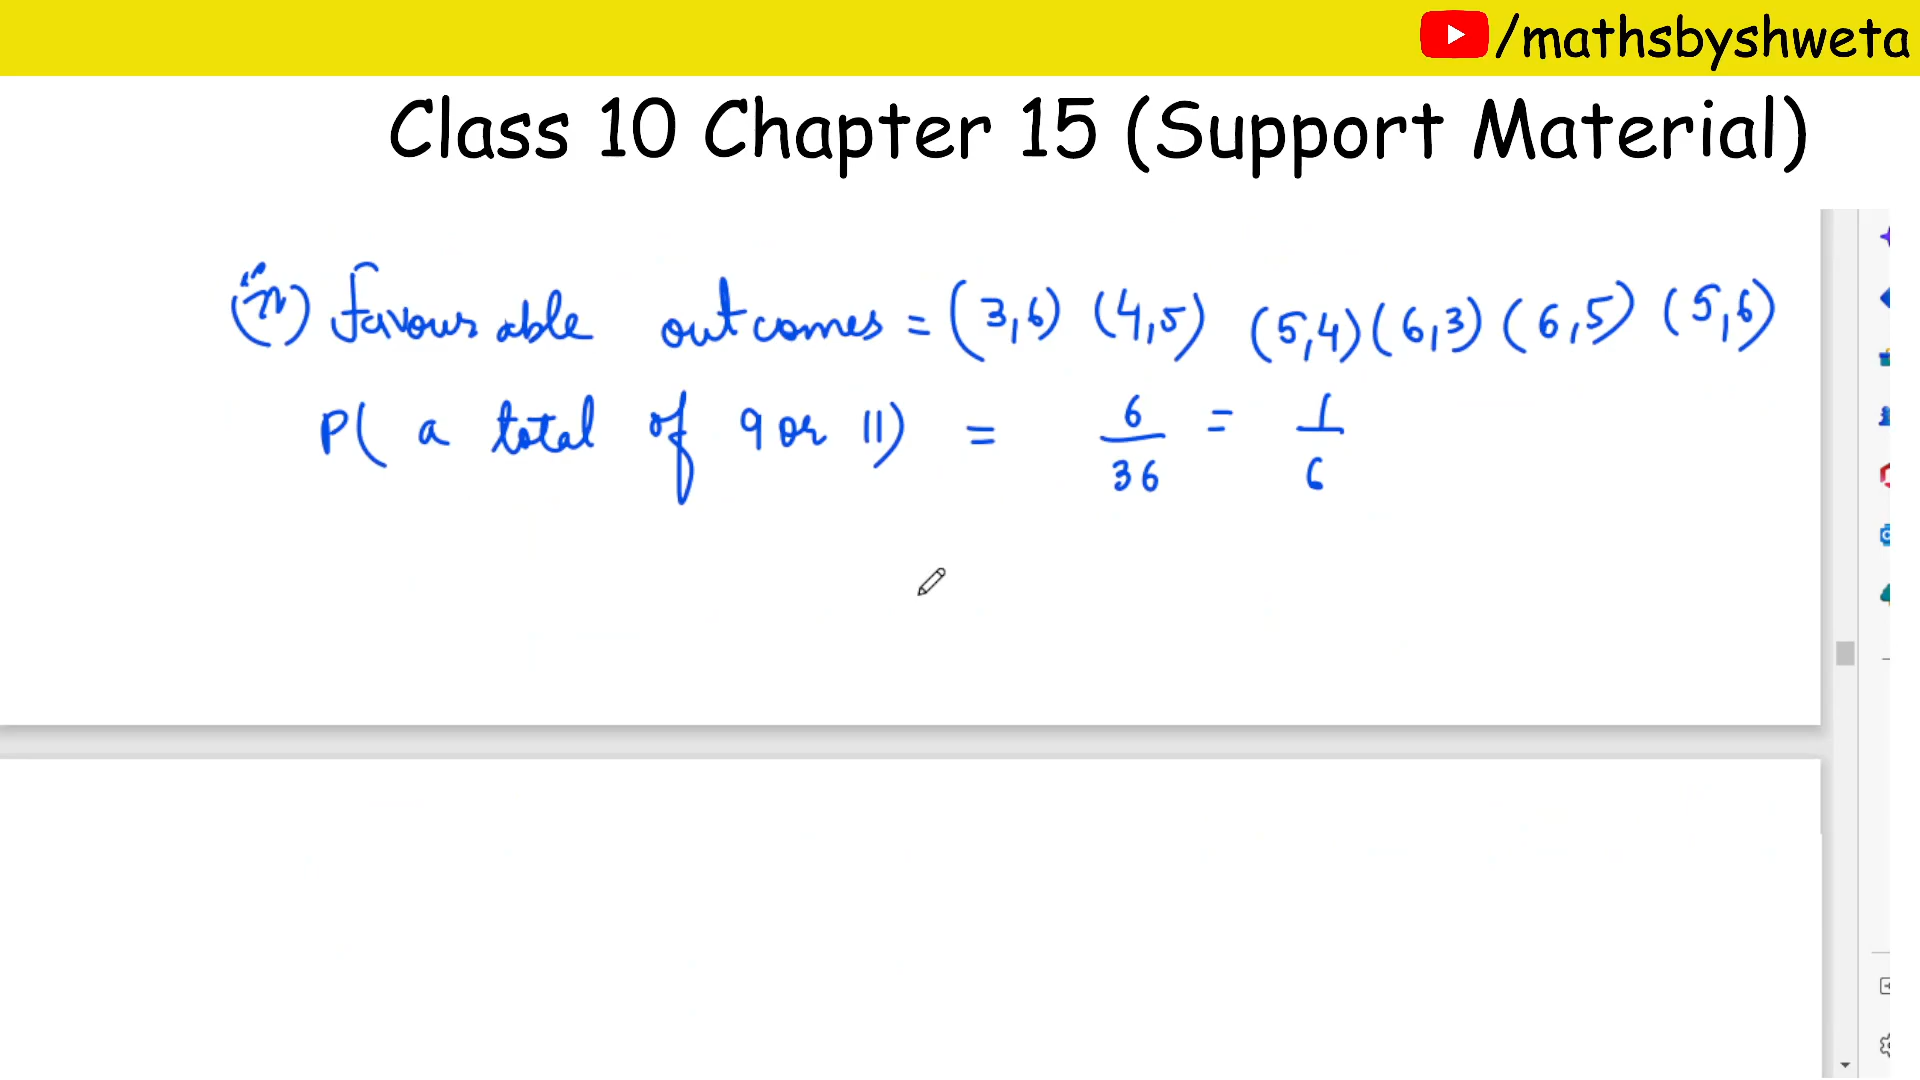 /mathsbyshweta
Class 10 Chapter 15 (Support Material)
favourable outcomes = (3,6) (4,5) (5,4) (6,3) (6,5) (5,6)
P( a total of 9 or 11) = 6/36 = 1/6